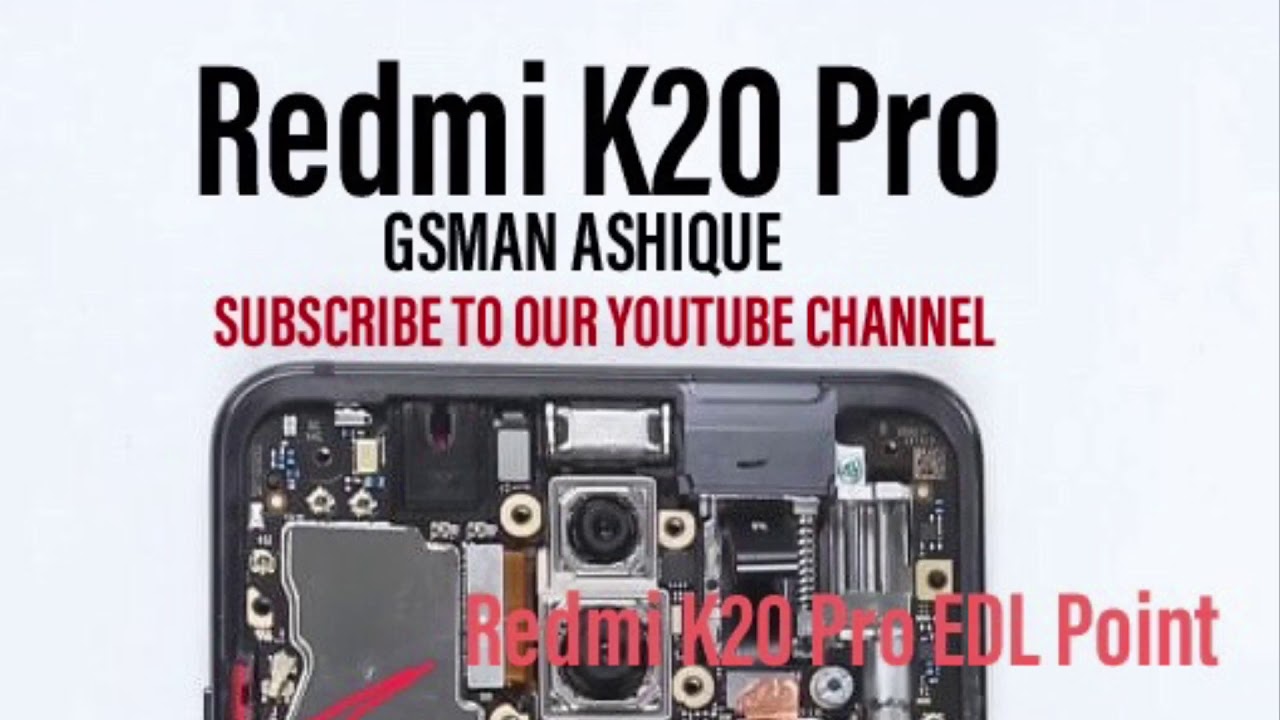 Redmi K20 Pro
GSMAN ASHIQUE
SUBSCRIBE TO OUR YOUTUBE CHANNEL
Redmi K20 Pro EDL Point